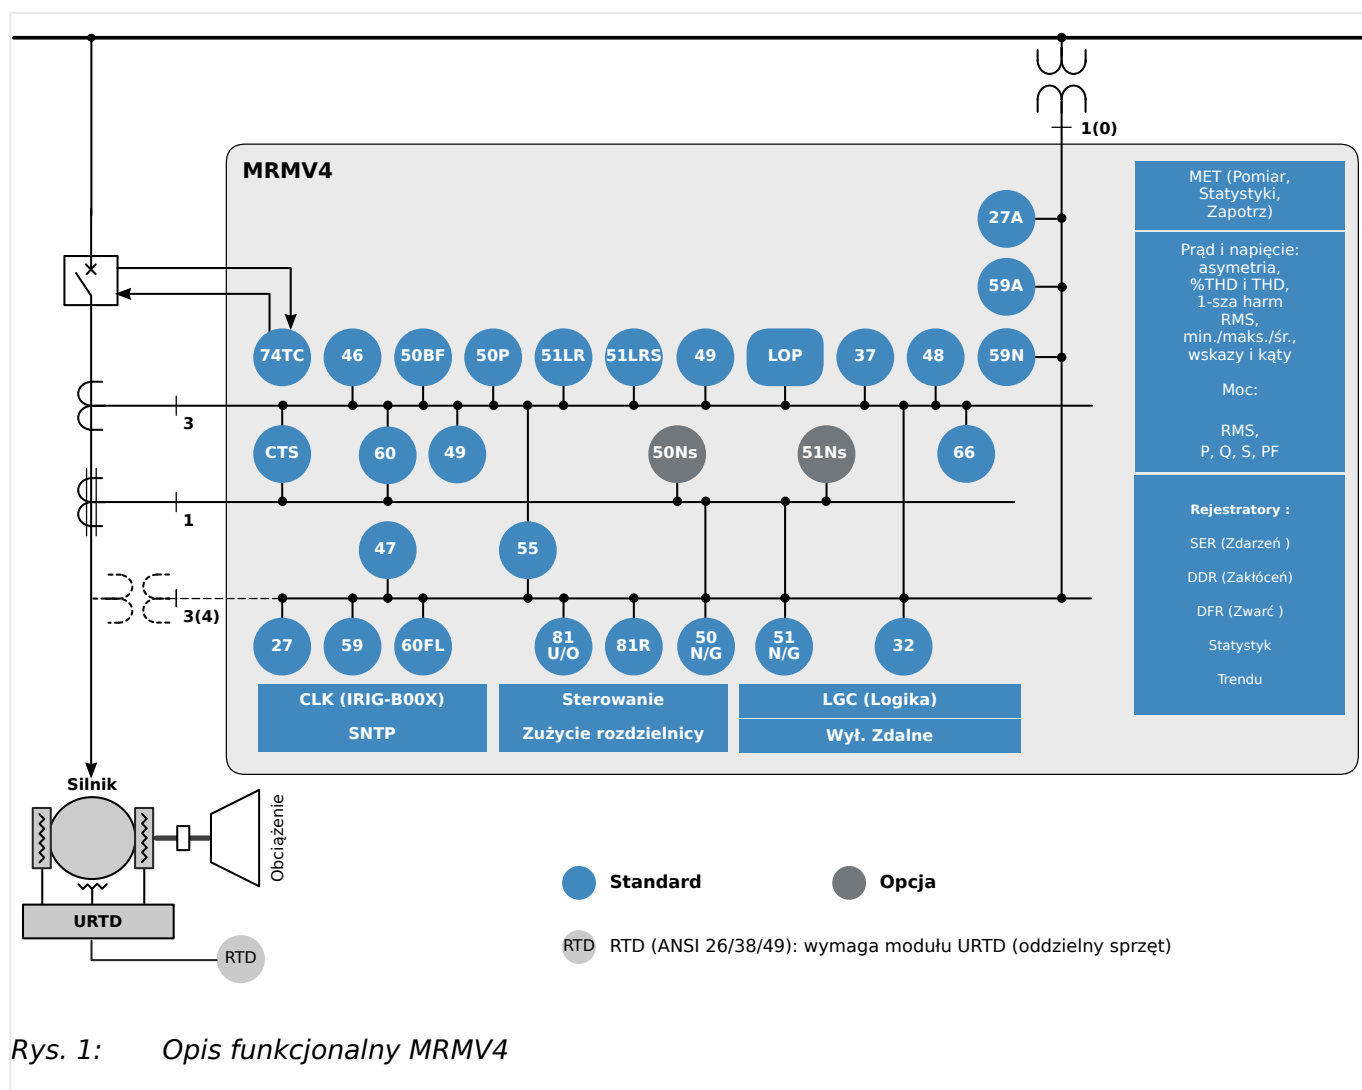 1(0)
MRMV4
MET (Pomiar,
Statystyki,
Zapotrz)
27A
Prąd i napięcie:
asymetria,
%THD i THD,
1-sza harm
RMS,
min./maks./śr.,
wskazy i kąty
Moc:
RMS,
P, Q, S, PF
59A
74TC 46 50BF 50P 51LR 51LRS 49 LOP 37 48 59N
3
CTS 60 49 50Ns 51Ns 66
1
Rejestratory :
SER (Zdarzeń )
DDR (Zakłóceń)
DFR (Zwarć )
Statystyk
Trendu
47 55
3(4)
27 59 60FL 81 U/O 81R 50 N/G 51 N/G 32
CLK (IRIG-B00X)
SNTP
Sterowanie
Zużycie rozdzielnicy
LGC (Logika)
Wył. Zdalne
Silnik
Obciążenie
URTD
RTD
Standard
Opcja
RTD RTD (ANSI 26/38/49): wymaga modułu URTD (oddzielny sprzęt)
Rys. 1: Opis funkcjonalny MRMV4